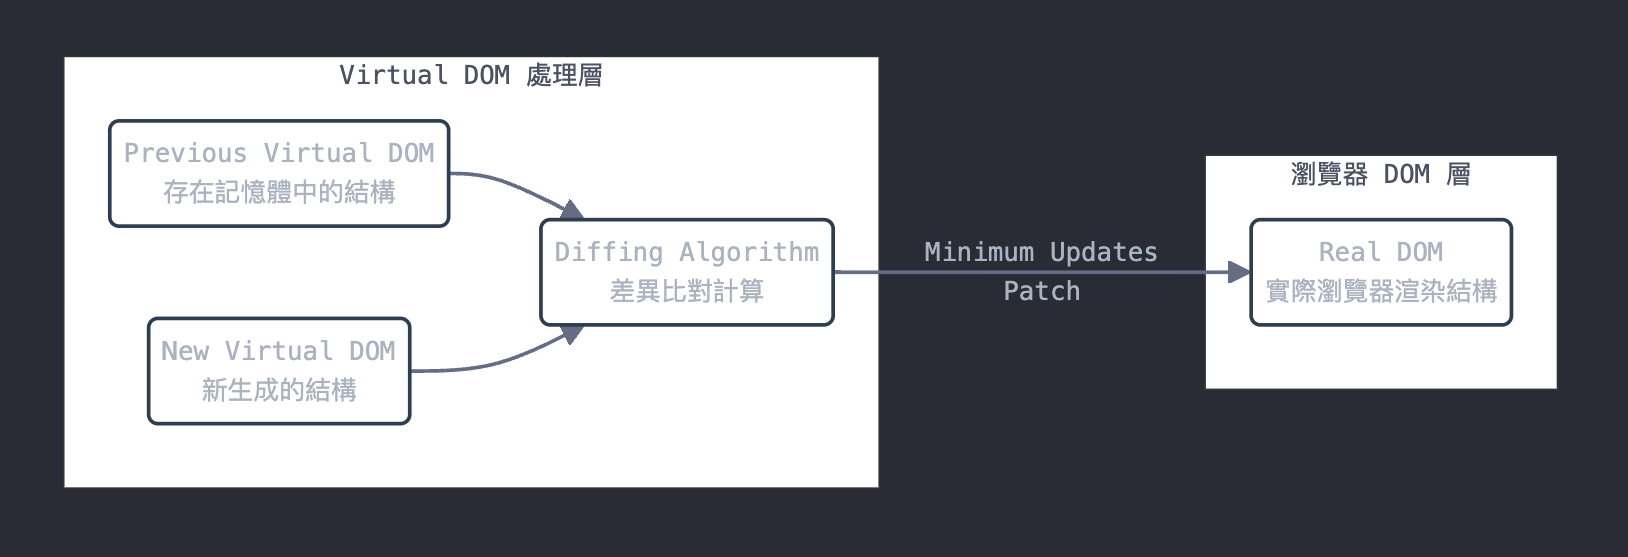 Virtual DOM 處理層
Previous Virtual DOM
存在記憶體中的結構
New Virtual DOM
新生成的結構
Diffing Algorithm
差異比對計算
Minimum Updates
Patch
瀏覽器 DOM 層
Real DOM
實際瀏覽器渲染結構